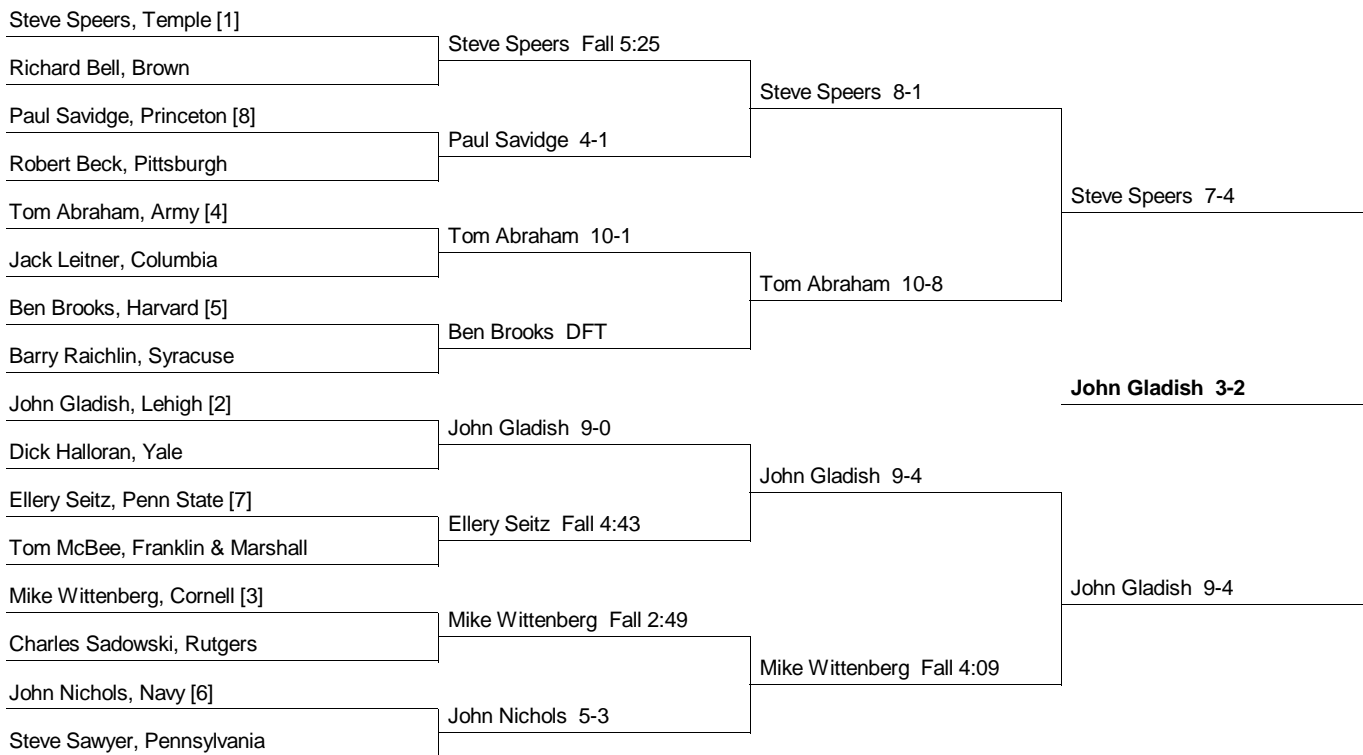 Steve Speers, Temple [1]
Steve Speers  Fall 5:25
Richard Bell, Brown
Steve Speers  8-1
Paul Savidge, Princeton [8]
Paul Savidge  4-1
Robert Beck, Pittsburgh
Steve Speers  7-4
Tom Abraham, Army [4]
Tom Abraham  10-1
Jack Leitner, Columbia
Tom Abraham  10-8
Ben Brooks, Harvard [5]
Ben Brooks  DFT
Barry Raichlin, Syracuse
John Gladish  3-2
John Gladish, Lehigh [2]
John Gladish  9-0
Dick Halloran, Yale
John Gladish  9-4
Ellery Seitz, Penn State [7]
Ellery Seitz  Fall 4:43
Tom McBee, Franklin & Marshall
John Gladish  9-4
Mike Wittenberg, Cornell [3]
Mike Wittenberg  Fall 2:49
Charles Sadowski, Rutgers
Mike Wittenberg  Fall 4:09
John Nichols, Navy [6]
John Nichols  5-3
Steve Sawyer, Pennsylvania